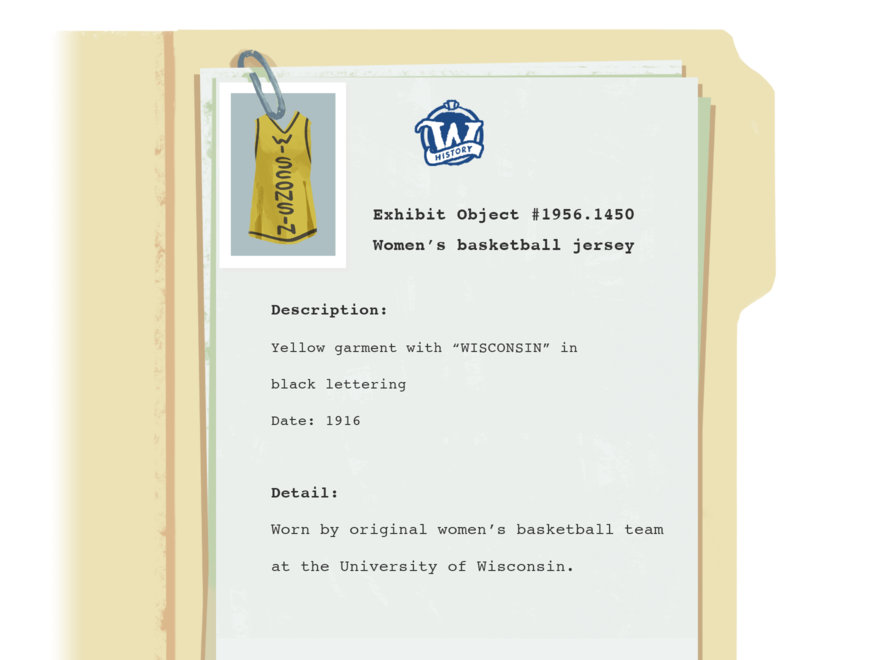 WISCONSIN
W
HISTORY
Exhibit Object #1956.1450
Women’s basketball jersey
Description:
Yellow garment with “WISCONSIN” in
black lettering
Date: 1916
Detail:
Worn by original women’s basketball team
at the University of Wisconsin.